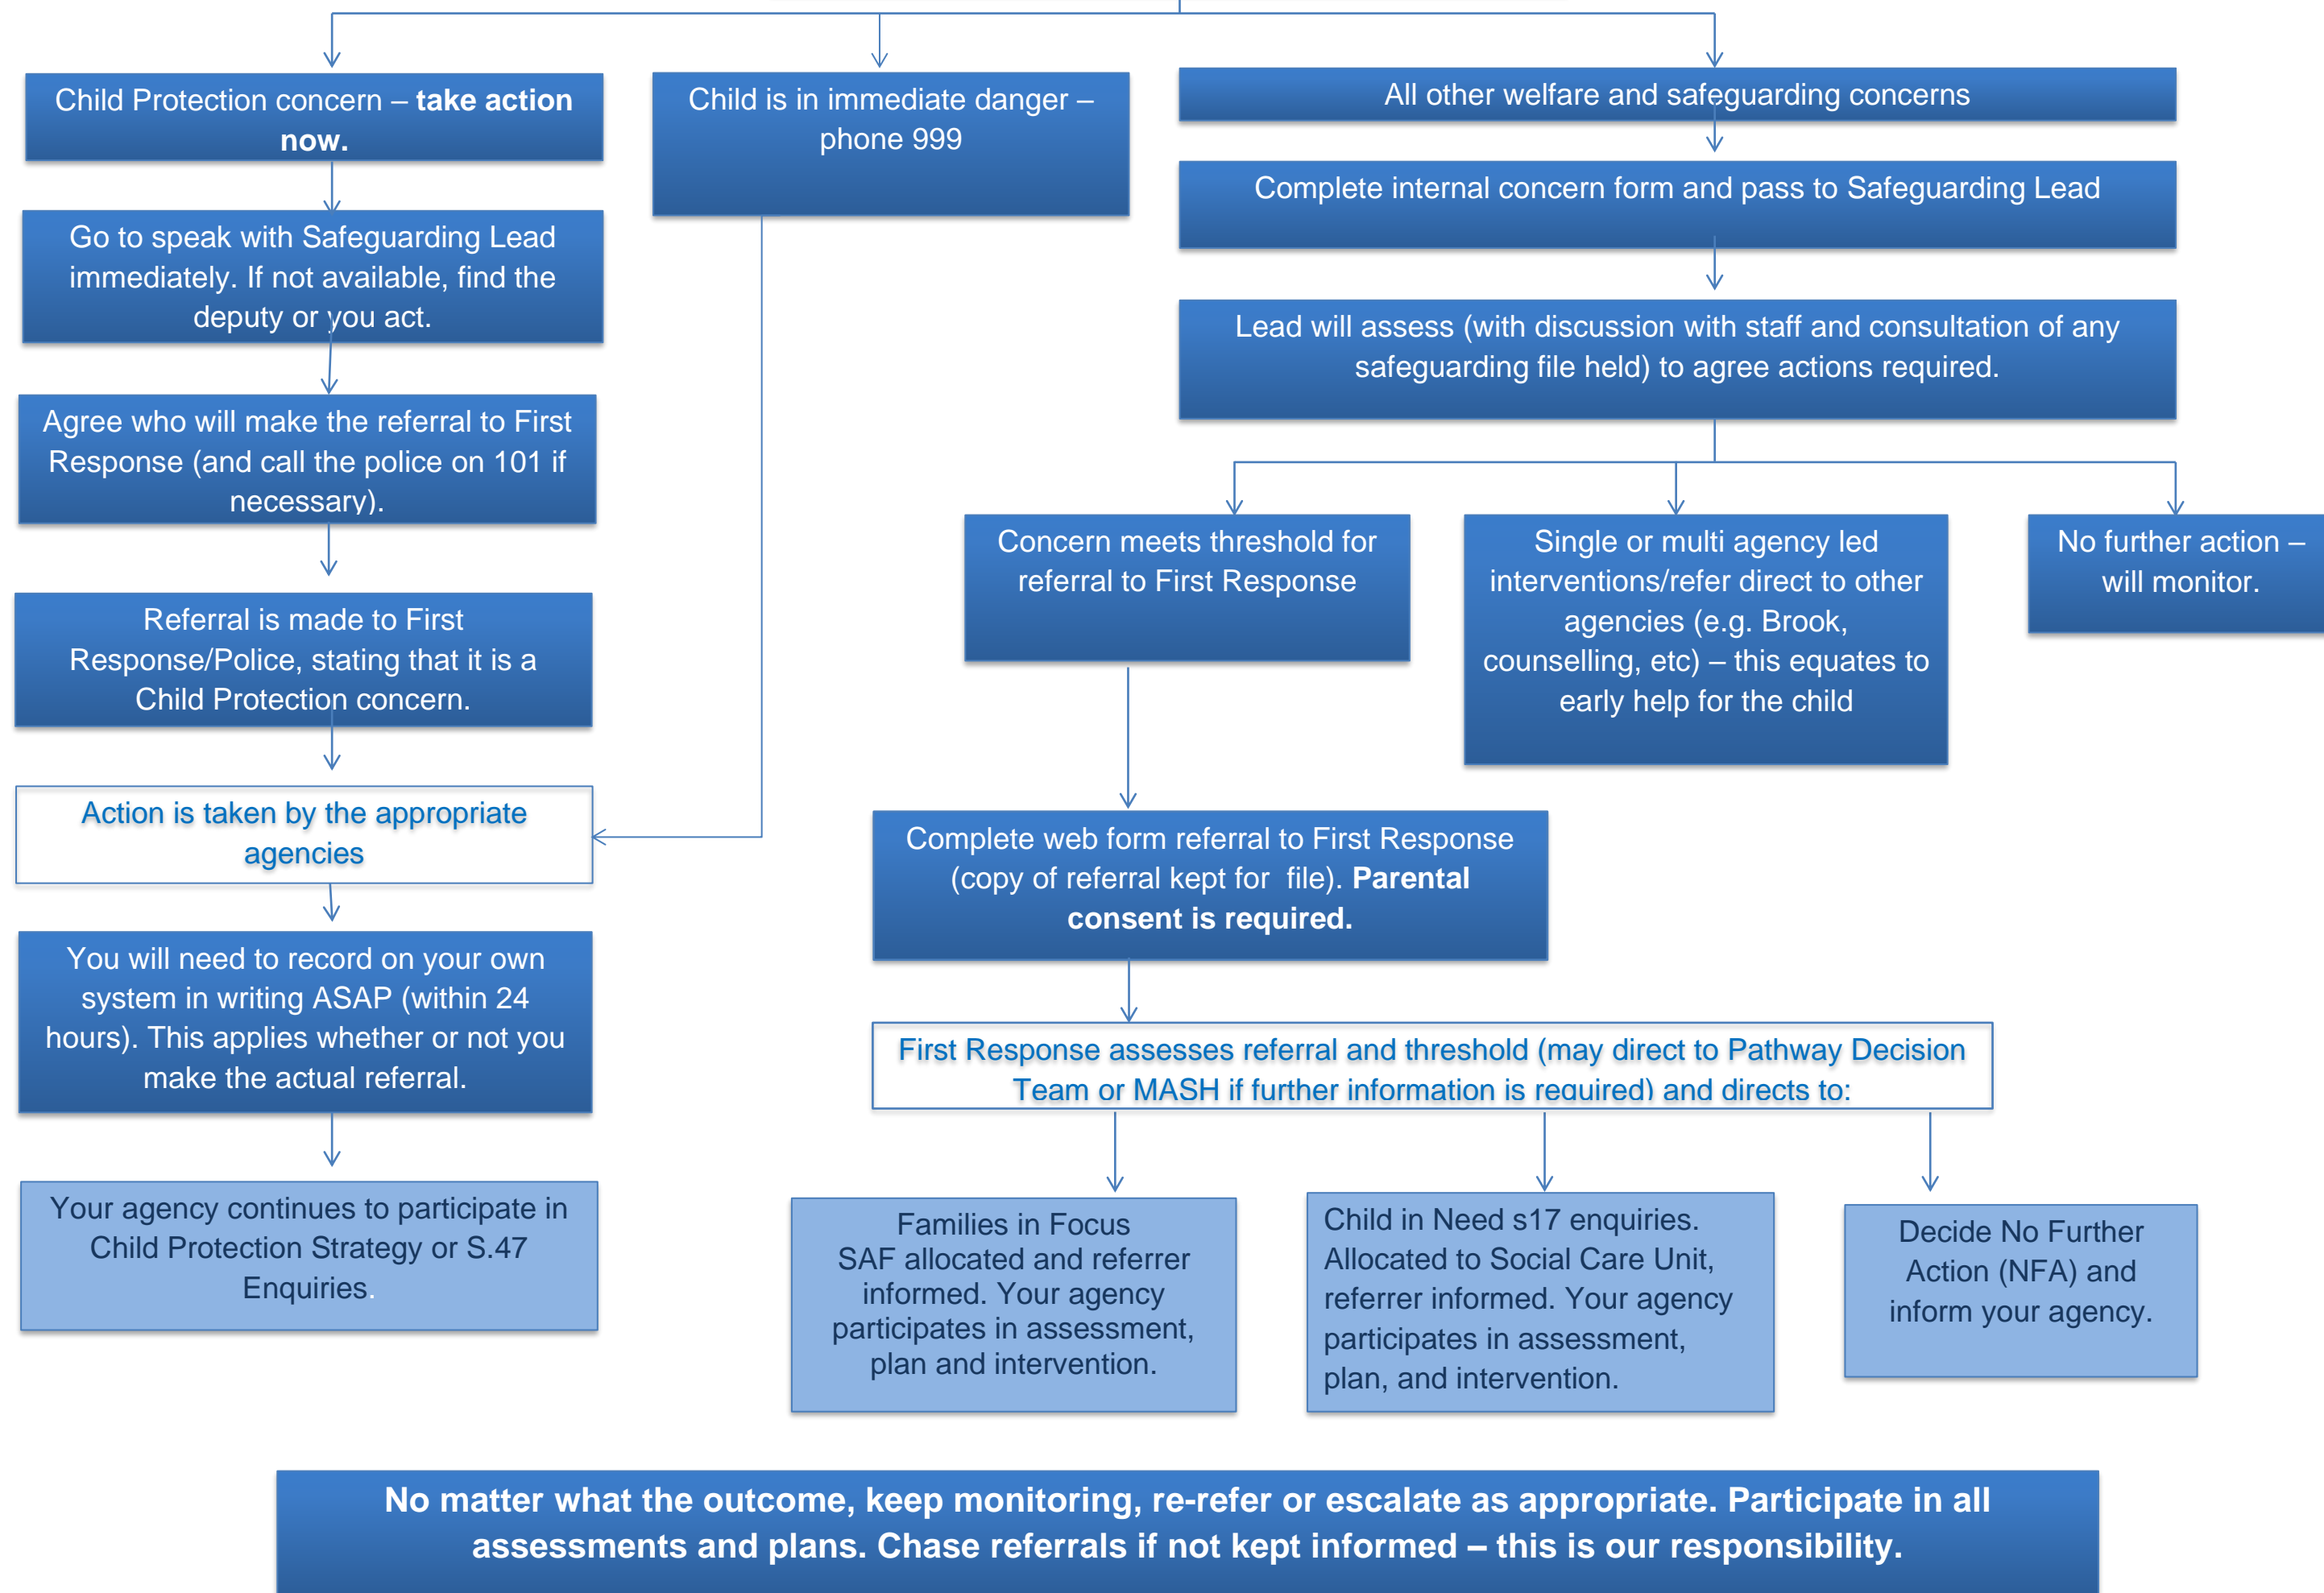 Child Protection concern – take action
now.
Go to speak with Safeguarding Lead
immediately. If not available, find the
deputy or you act.
Agree who will make the referral to First
Response (and call the police on 101 if
necessary).
Referral is made to First
Response/Police, stating that it is a
Child Protection concern.
Action is taken by the appropriate
agencies
You will need to record on your own
system in writing ASAP (within 24
hours). This applies whether or not you
make the actual referral.
Your agency continues to participate in
Child Protection Strategy or S.47
Enquiries.
Child is in immediate danger –
phone 999
All other welfare and safeguarding concerns
Complete internal concern form and pass to Safeguarding Lead
Lead will assess (with discussion with staff and consultation of any
safeguarding file held) to agree actions required.
Concern meets threshold for
referral to First Response
Single or multi agency led
interventions/refer direct to other
agencies (e.g. Brook,
counselling, etc) – this equates to
early help for the child
No further action –
will monitor.
Complete web form referral to First Response
(copy of referral kept for file). Parental
consent is required.
First Response assesses referral and threshold (may direct to Pathway Decision
Team or MASH if further information is required) and directs to:
Families in Focus
SAF allocated and referrer
informed. Your agency
participates in assessment,
plan and intervention.
Child in Need s17 enquiries.
Allocated to Social Care Unit,
referrer informed. Your agency
participates in assessment,
plan, and intervention.
Decide No Further
Action (NFA) and
inform your agency.
No matter what the outcome, keep monitoring, re-refer or escalate as appropriate. Participate in all
assessments and plans. Chase referrals if not kept informed – this is our responsibility.